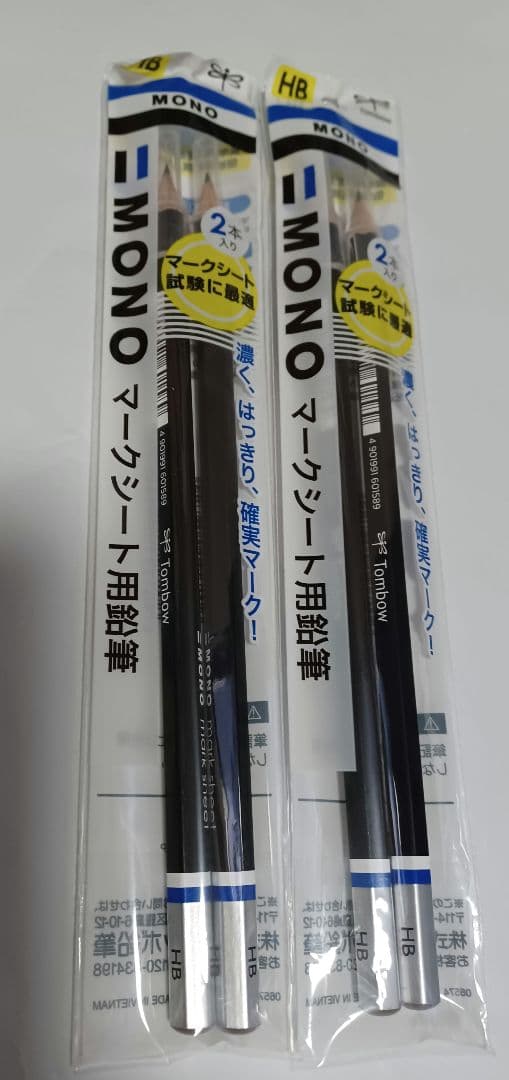 HB
MONO
MONO
マークシート用鉛筆
2本
入り
マークシート
試験に最適
濃く、はっきり、確実マーク!
4 901991 601589
Tombow
MONO mark sheet
MONO mark sheet
HB
HB
MADE IN VIETNAM
HB
MONO
MONO
マークシート用鉛筆
2本
入り
マークシート
試験に最適
濃く、はっきり、確実マーク!
4 901991 601589
Tombow
HB
HB